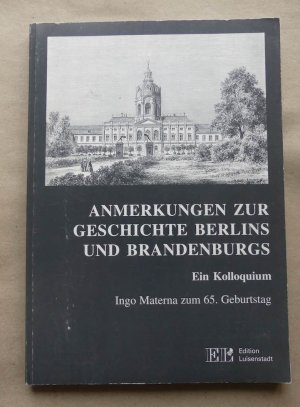 ANMERKUNGEN ZUR
GESCHICHTE BERLINS
UND BRANDENBURGS
Ein Kolloquium
Ingo Materna zum 65. Geburtstag
EL Edition
Luisenstadt